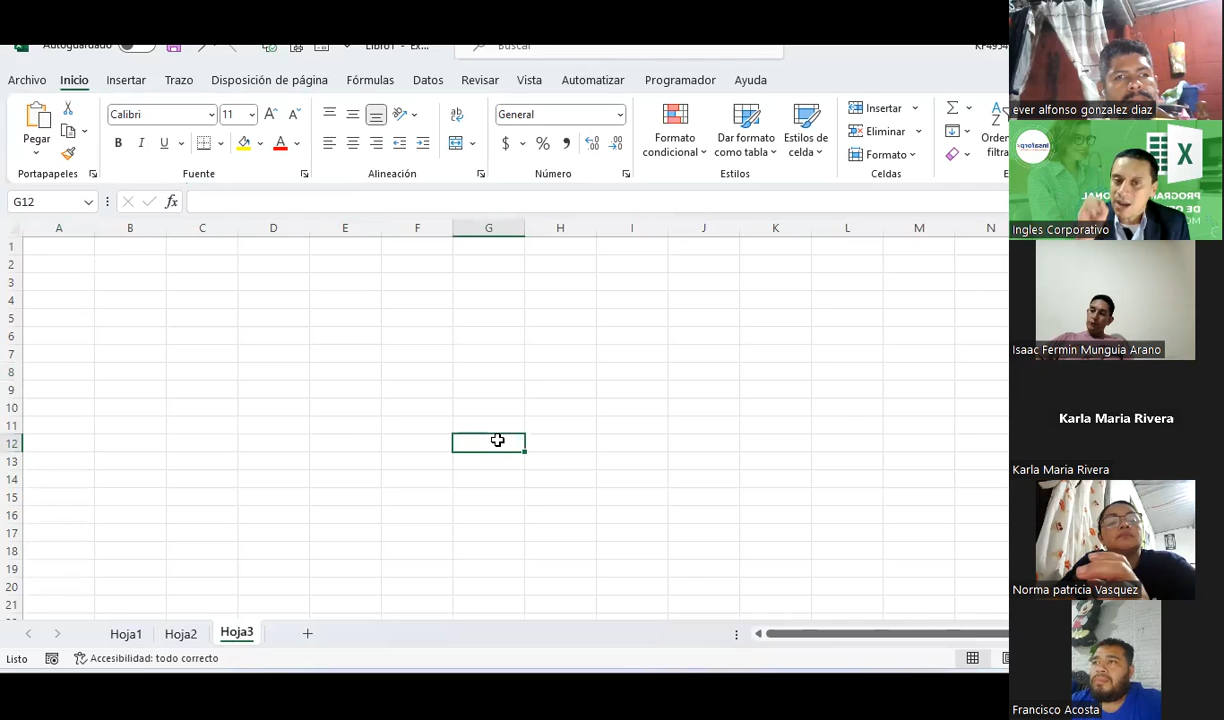 Autoguardado
Libro1 - Ex...
Buscar
Archivo Inicio Insertar Trazo Disposición de página Fórmulas Datos Revisar Vista Automatizar Programador Ayuda
Pegar
Calibri 11
General
Formato condicional
Dar formato como tabla
Estilos de celda
Insertar
Eliminar
Formato
Orden
filtra
Portapapeles Fuente Alineación Número Estilos Celdas
G12
fx
A B C D E F G H I J K L M N
1
2
3
4
5
6
7
8
9
10
11
12
13
14
15
16
17
18
19
20
21
Hoja1 Hoja2 Hoja3 +
Listo Accesibilidad: todo correcto
ever alfonso gonzalez diaz
Insaforp
X
PROGRAMA
Ingles Corporativo
Isaac Fermin Munguia Arano
Karla Maria Rivera
Karla Maria Rivera
Norma patricia Vasquez
Francisco Acosta